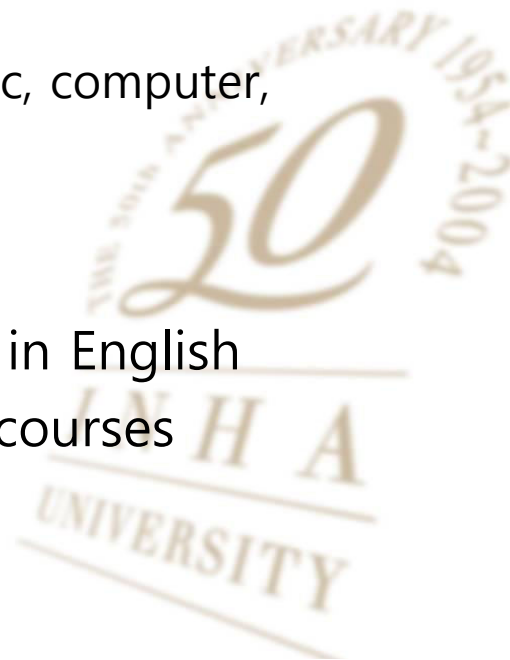 c, computer,
THE 50th ANNIVERSARY 1954~2004
50
in English
courses
INHA
UNIVERSITY